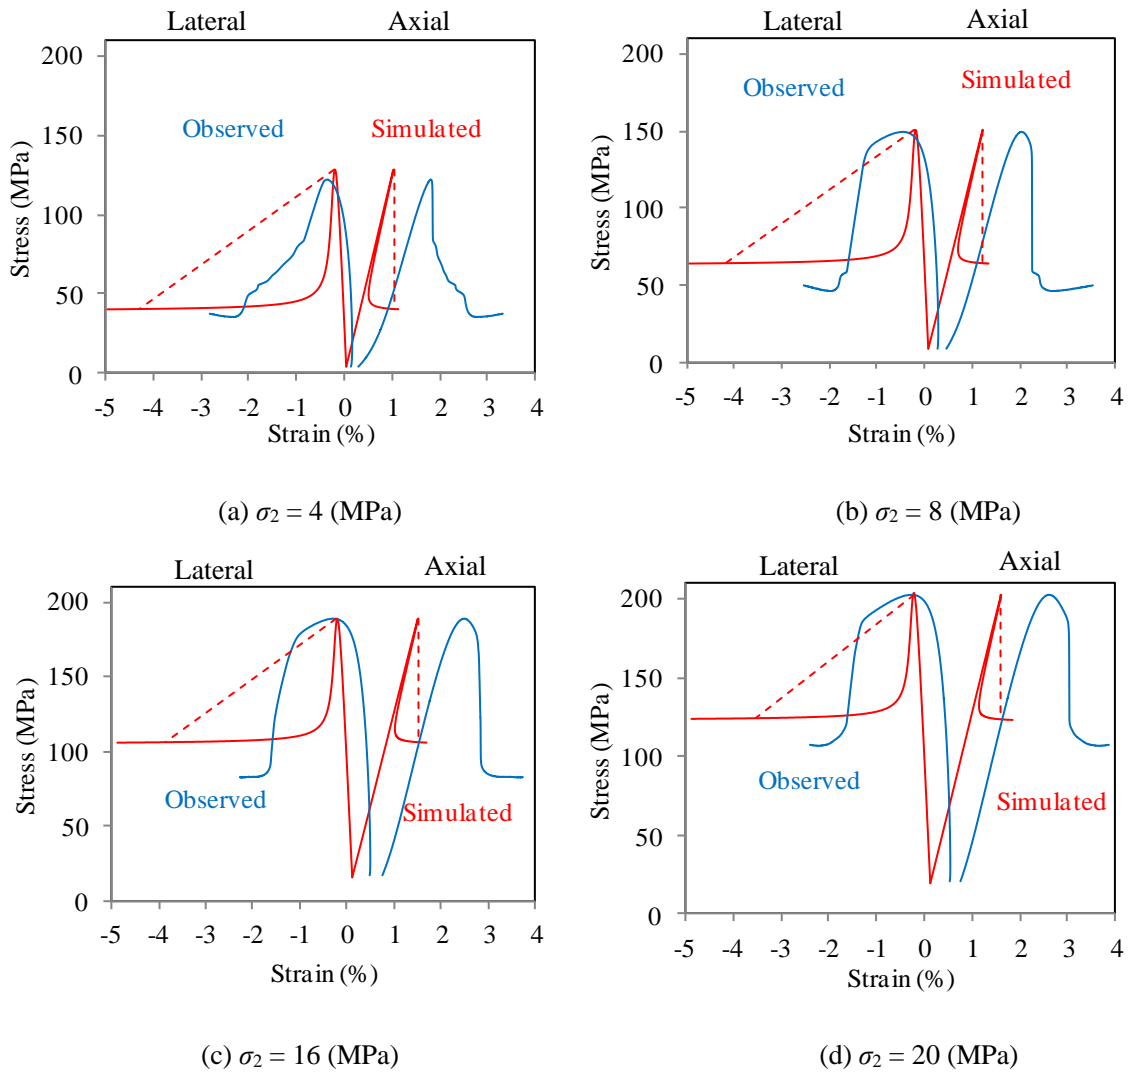 Lateral Axial
200
150
100
50
0
Stress (MPa)
Observed Simulated
-5 -4 -3 -2 -1 0 1 2 3 4
Strain (%)
(a) σ2 = 4 (MPa)
Lateral Axial
200
150
100
50
0
Stress (MPa)
Observed Simulated
-5 -4 -3 -2 -1 0 1 2 3 4
Strain (%)
(b) σ2 = 8 (MPa)
Lateral Axial
200
150
100
50
0
Stress (MPa)
Observed Simulated
-5 -4 -3 -2 -1 0 1 2 3 4
Strain (%)
(c) σ2 = 16 (MPa)
Lateral Axial
200
150
100
50
0
Stress (MPa)
Observed Simulated
-5 -4 -3 -2 -1 0 1 2 3 4
Strain (%)
(d) σ2 = 20 (MPa)